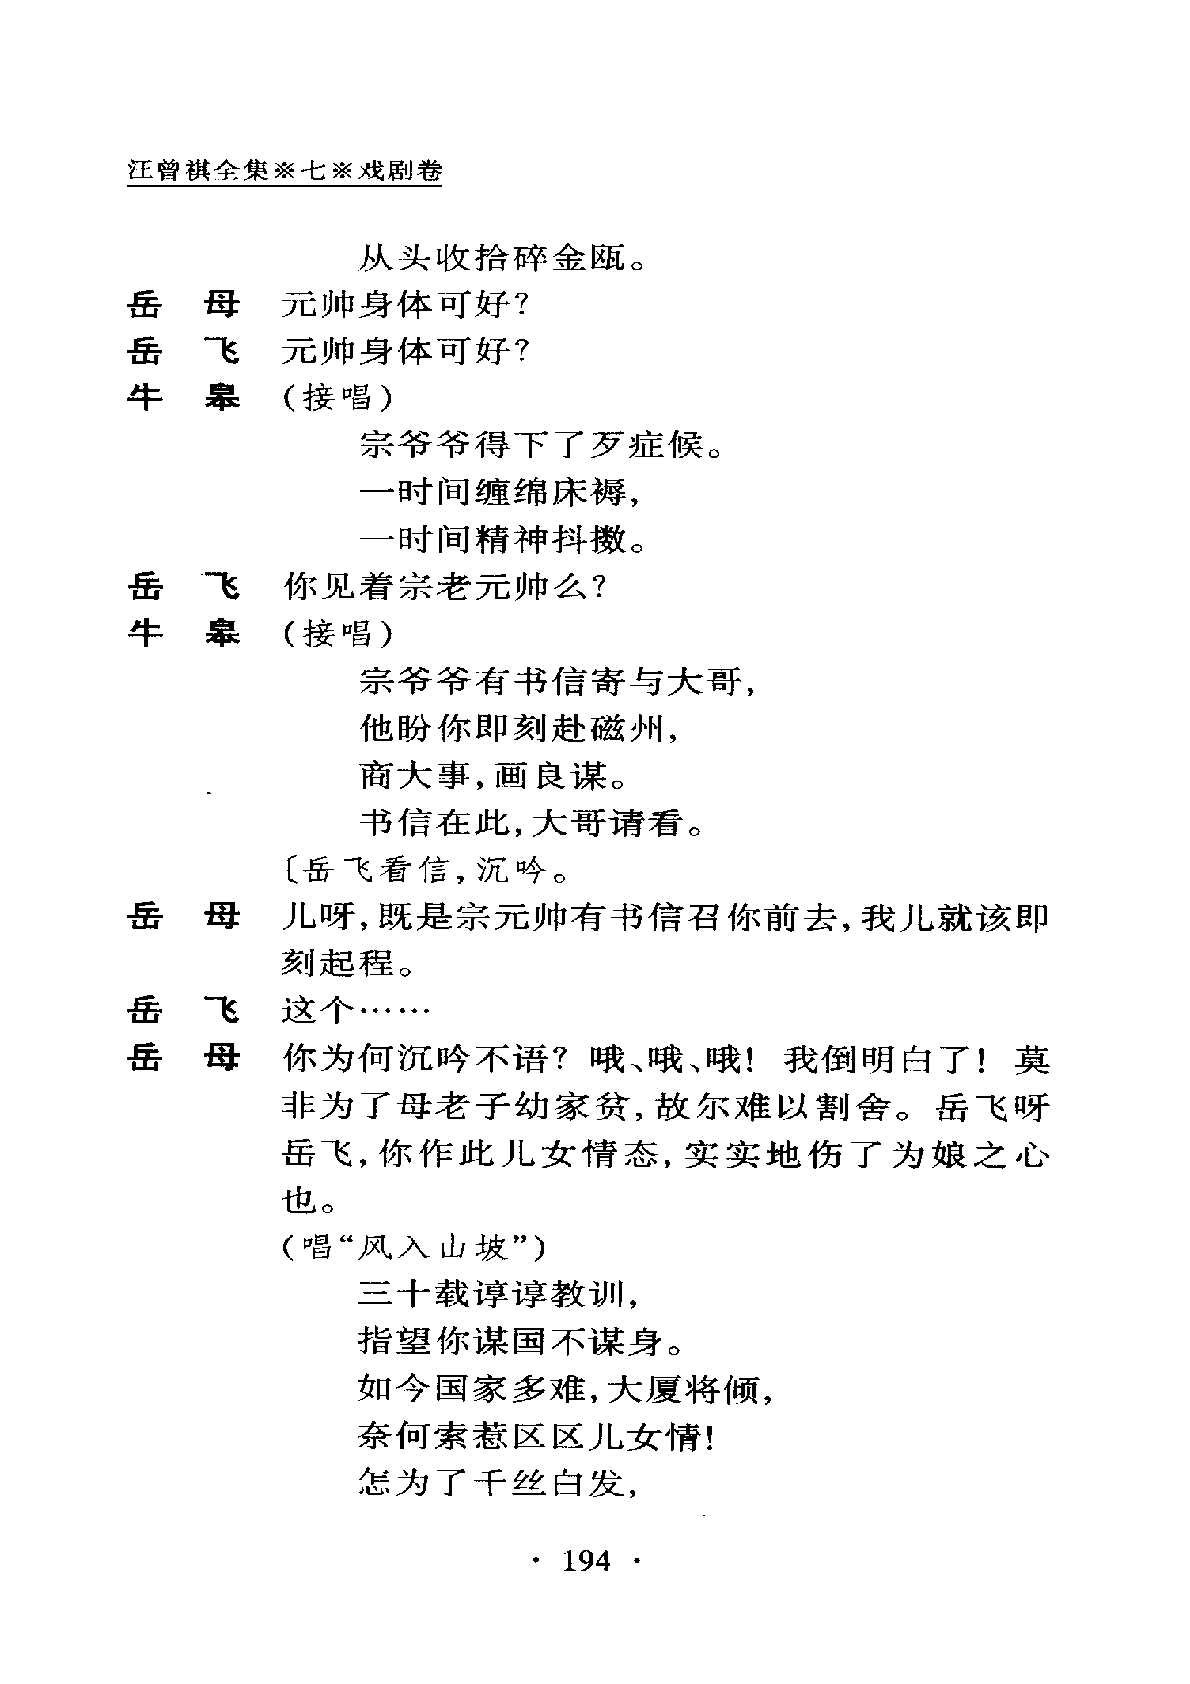 汪曾祺全集※七※戏剧卷
从头收拾碎金瓯。
岳 母 元帅身体可好?
岳 飞 元帅身体可好?
牛 皋 (接唱)
宗爷爷得下了歹症候。
一时间缠绵床褥,
一时间精神抖擞。
岳 飞 你见着宗老元帅么?
牛 皋 (接唱)
宗爷爷有书信寄与大哥,
他盼你即刻赴磁州,
商大事,画良谋。
书信在此,大哥请看。
〔岳飞看信,沉吟。
岳 母 儿呀,既是宗元帅有书信召你前去,我儿就该即
刻起程。
岳 飞 这个……
岳 母 你为何沉吟不语? 哦、哦、哦! 我倒明白了! 莫
非为了母老子幼家贫,故尔难以割舍。岳飞呀
岳飞,你作此儿女情态,实实地伤了为娘之心
也。
(唱“风入山坡”)
三十载谆谆教训,
指望你谋国不谋身。
如今国家多难,大厦将倾,
奈何索惹区区儿女情!
怎为了千丝白发,
· 194 ·